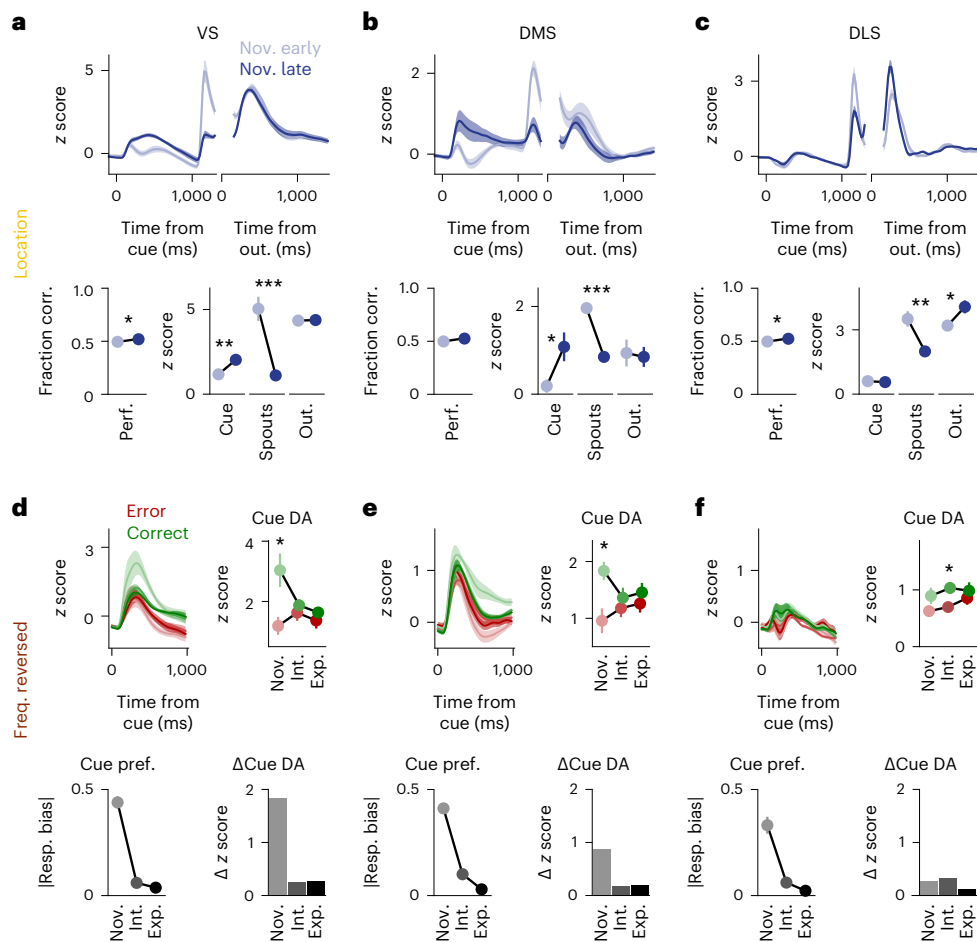 a
VS
Nov. early
Nov. late
z score
5
0
0
1,000
0
1,000
Time from
cue (ms)
Time from
out. (ms)
b
DMS
z score
2
0
0
1,000
0
1,000
Time from
cue (ms)
Time from
out. (ms)
c
DLS
z score
3
0
0
1,000
0
1,000
Time from
cue (ms)
Time from
out. (ms)
Location
Fraction corr.
1.0
0.5
0
*
Perf.
z score
5
0
**
***
Cue
Spouts
Out.
Fraction corr.
1.0
0.5
0
Perf.
z score
2
0
*
***
Cue
Spouts
Out.
Fraction corr.
1.0
0.5
0
*
Perf.
z score
3
0
**
*
Cue
Spouts
Out.
Freq. reversed
d
Error
Correct
z score
3
0
0
1,000
Time from
cue (ms)
Cue DA
4
2
*
Nov.
Int.
Exp.
e
z score
1
0
0
1,000
Time from
cue (ms)
Cue DA
z score
2
1
*
Nov.
Int.
Exp.
f
z score
1
0
0
1,000
Time from
cue (ms)
Cue DA
z score
1
0
*
Nov.
Int.
Exp.
Cue pref.
|Resp. bias|
0.5
0
Nov.
Int.
Exp.
ΔCue DA
Δ z score
2
1
0
Nov.
Int.
Exp.
Cue pref.
|Resp. bias|
0.5
0
Nov.
Int.
Exp.
ΔCue DA
Δ z score
2
1
0
Nov.
Int.
Exp.
Cue pref.
|Resp. bias|
0.5
0
Nov.
Int.
Exp.
ΔCue DA
Δ z score
2
1
0
Nov.
Int.
Exp.